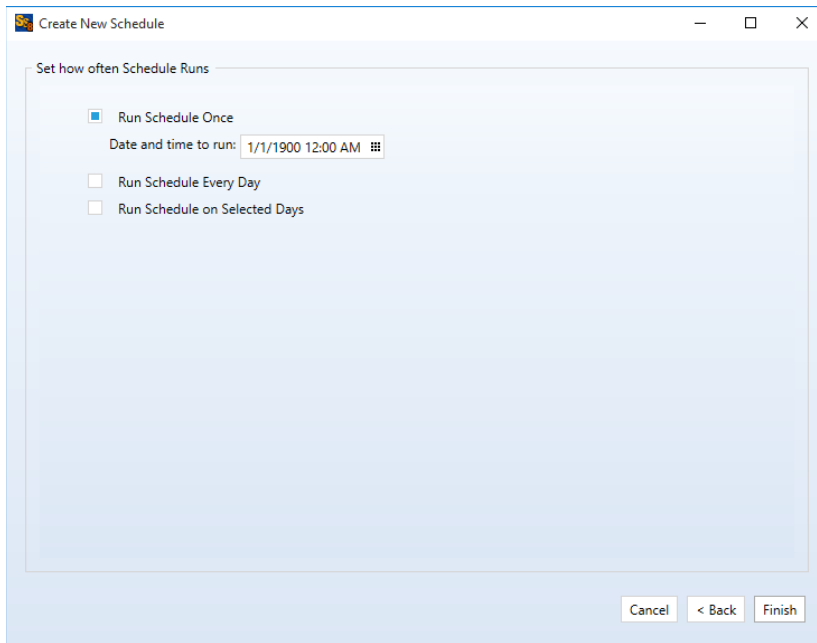 Create New Schedule
Set how often Schedule Runs
Run Schedule Once
Date and time to run: 1/1/1900 12:00 AM
Run Schedule Every Day
Run Schedule on Selected Days
Cancel < Back Finish